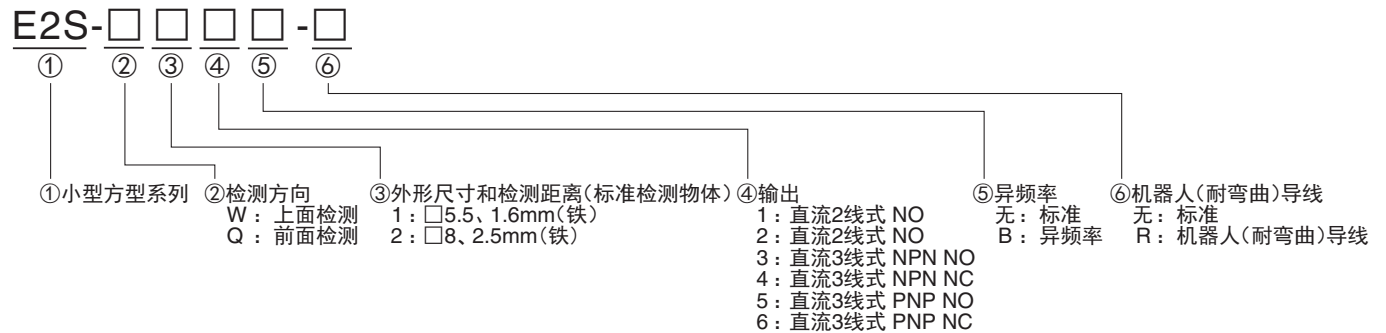 E2S-□□□□-□
① ② ③ ④ ⑤ ⑥
①小型方型系列
②检测方向
W：上面检测
Q：前面检测
③外形尺寸和检测距离（标准检测物体）
1：□5.5、1.6mm（铁）
2：□8、2.5mm（铁）
④输出
1：直流2线式 NO
2：直流2线式 NO
3：直流3线式 NPN NO
4：直流3线式 NPN NC
5：直流3线式 PNP NO
6：直流3线式 PNP NC
⑤异频率
无：标准
B：异频率
⑥机器人（耐弯曲）导线
无：标准
R：机器人（耐弯曲）导线